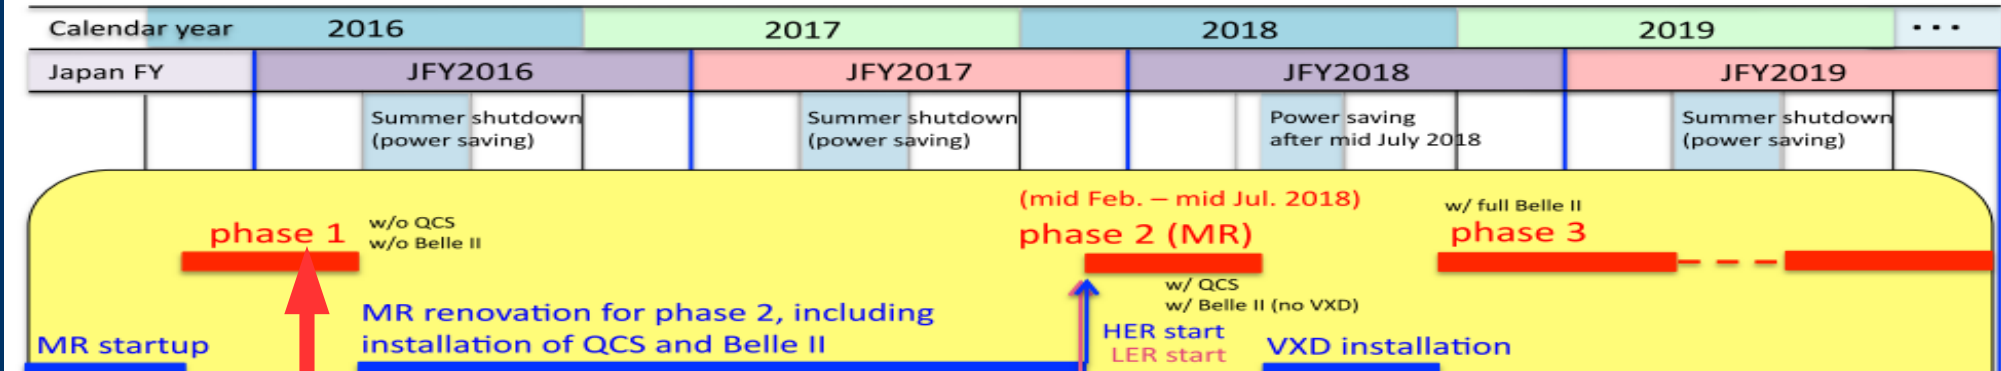 Calendar year 2016 2017 2018 2019 ...
Japan FY JFY2016 JFY2017 JFY2018 JFY2019
Summer shutdown
(power saving)
Summer shutdown
(power saving)
Power saving
after mid July 2018
Summer shutdown
(power saving)
phase 1
w/o QCS
w/o Belle II
(mid Feb. – mid Jul. 2018)
phase 2 (MR)
w/ QCS
w/ Belle II (no VXD)
w/ full Belle II
phase 3
MR startup
MR renovation for phase 2, including
installation of QCS and Belle II
HER start
LER start
VXD installation